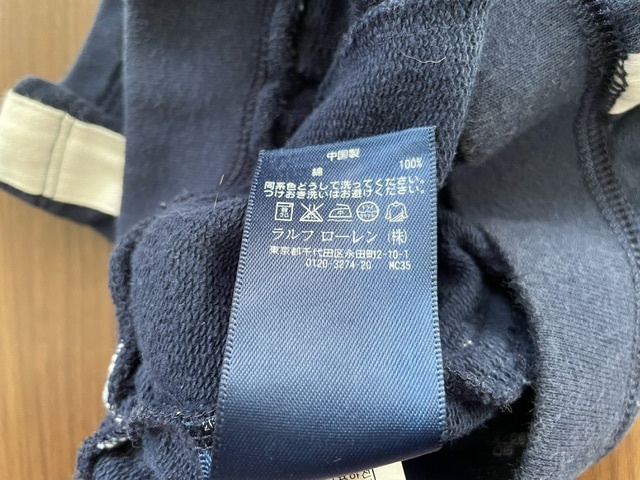 中国製
綿 100%
同系色どうしで洗ってください。
つけおき洗いはお避けください。
ラルフ ローレン (株)
東京都千代田区永田町2-10-1
0120-3274-20 MC35